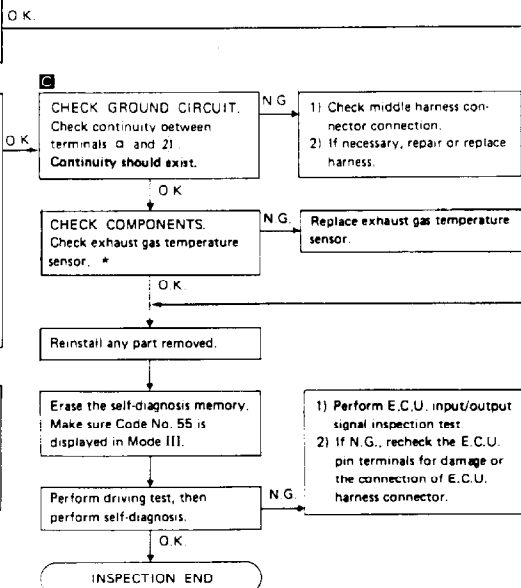 O.K.
C
O.K.
CHECK GROUND CIRCUIT.
Check continuity between
terminals a and 21.
Continuity should exist.
N.G.
1) Check middle harness con-
nector connection.
2) If necessary, repair or replace
harness.
O.K.
CHECK COMPONENTS.
Check exhaust gas temperature
sensor. *
N.G.
Replace exhaust gas temperature
sensor.
O.K.
Reinstall any part removed.
Erase the self-diagnosis memory.
Make sure Code No. 55 is
displayed in Mode III.
Perform driving test, then
perform self-diagnosis.
N.G.
1) Perform E.C.U. input/output
signal inspection test.
2) If N.G., recheck the E.C.U.
pin terminals for damage or
the connection of E.C.U.
harness connector.
O.K.
INSPECTION END